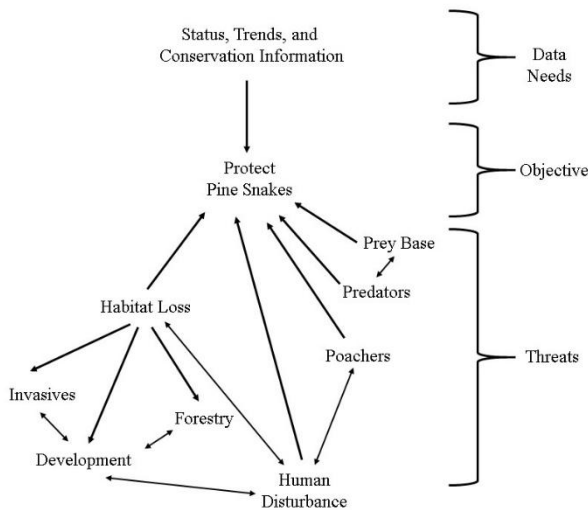 Status, Trends, and
Conservation Information
Data
Needs
Protect
Pine Snakes
Objective
Prey Base
Predators
Habitat Loss
Poachers
Threats
Invasives
Forestry
Development
Human
Disturbance